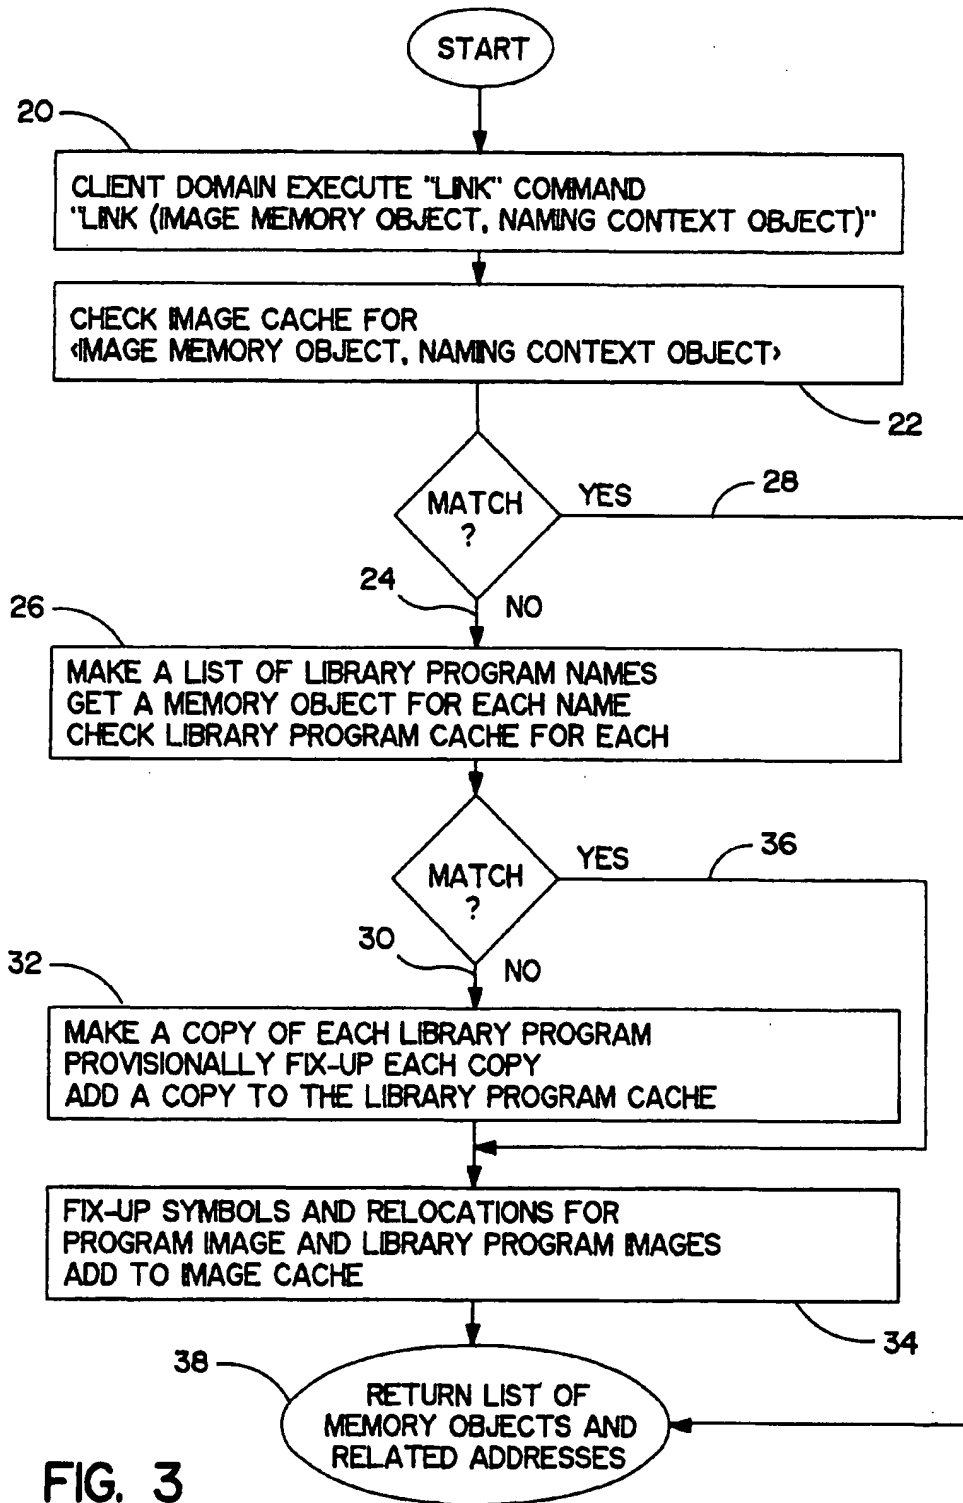 START
20
CLIENT DOMAIN EXECUTE "LINK" COMMAND
"LINK (IMAGE MEMORY OBJECT, NAMING CONTEXT OBJECT)"
CHECK IMAGE CACHE FOR
<IMAGE MEMORY OBJECT, NAMING CONTEXT OBJECT>
22
MATCH
?
YES
28
24
NO
26
MAKE A LIST OF LIBRARY PROGRAM NAMES
GET A MEMORY OBJECT FOR EACH NAME
CHECK LIBRARY PROGRAM CACHE FOR EACH
MATCH
?
YES
36
30
NO
32
MAKE A COPY OF EACH LIBRARY PROGRAM
PROVISIONALLY FIX-UP EACH COPY
ADD A COPY TO THE LIBRARY PROGRAM CACHE
FIX-UP SYMBOLS AND RELOCATIONS FOR
PROGRAM IMAGE AND LIBRARY PROGRAM IMAGES
ADD TO IMAGE CACHE
34
38
RETURN LIST OF
MEMORY OBJECTS AND
RELATED ADDRESSES
FIG. 3